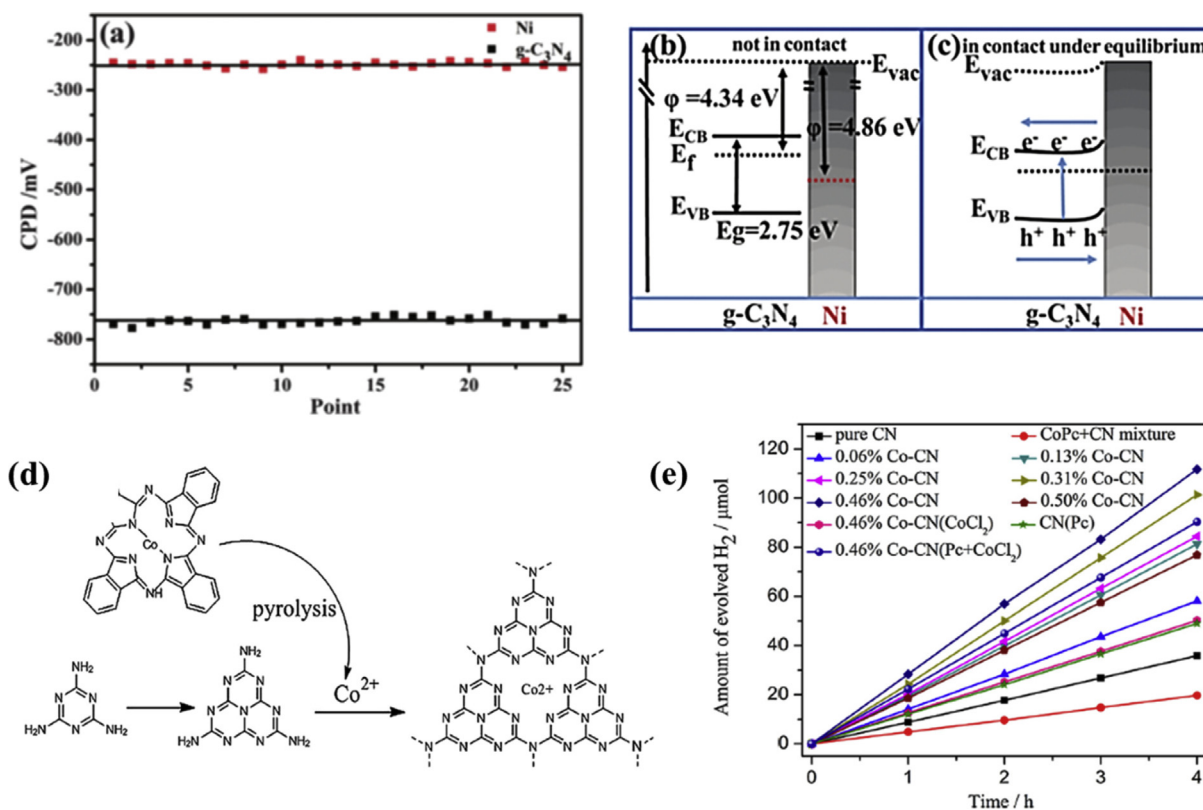 (a)
Ni
g-C₃N₄
-200
-300
-400
-500
-600
-700
-800
CPD /mV
0 5 10 15 20 25
Point
(b)
not in contact
Evac
φ =4.34 eV
φ =4.86 eV
ECB
Ef
EVB
Eg=2.75 eV
g-C₃N₄ Ni
(c) in contact under equilibrium
Evac
e⁻ e⁻ e⁻
ECB
EVB
h⁺ h⁺ h⁺
g-C₃N₄ Ni
(d)
N
N
N
N
Co
N
N
N
NH
pyrolysis
NH₂
N N
N
H₂N NH₂
NH₂
N N
N N N
N N
H₂N NH₂
Co²⁺
Co2+
(e)
pure CN CoPc+CN mixture
0.06% Co-CN 0.13% Co-CN
0.25% Co-CN 0.31% Co-CN
0.46% Co-CN 0.50% Co-CN
0.46% Co-CN(CoCl₂) CN(Pc)
0.46% Co-CN(Pc+CoCl₂)
120
100
80
60
40
20
0
Amount of evolved H₂ / μmol
0 1 2 3 4
Time / h